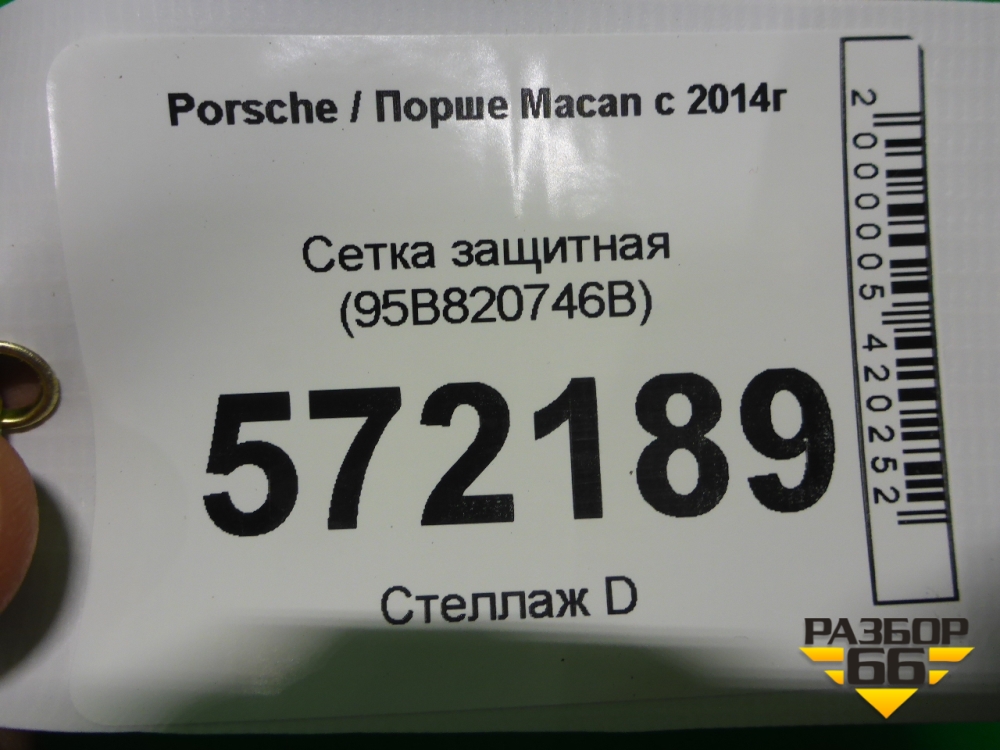 Porsche / Порше Macan с 2014г
Сетка защитная
(95B820746B)
572189
Стеллаж D
2000005420252
РАЗБОР
66